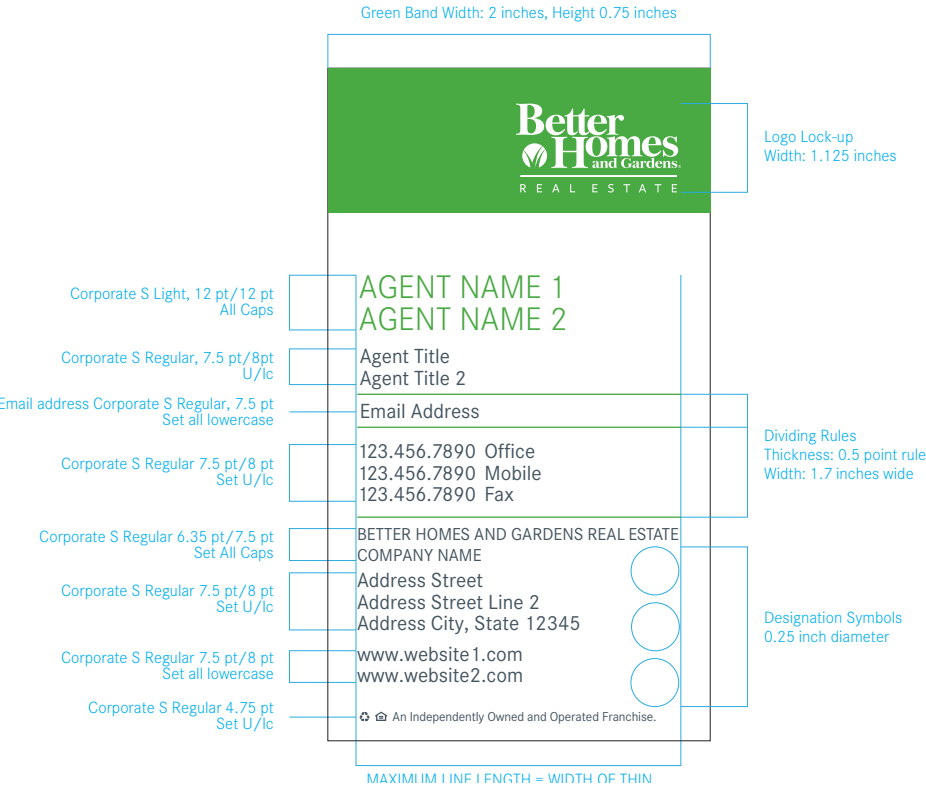 Green Band Width: 2 inches, Height 0.75 inches
Better
Homes
and Gardens®
REAL ESTATE
Logo Lock-up
Width: 1.125 inches
Corporate S Light, 12 pt/12 pt
All Caps
AGENT NAME 1
AGENT NAME 2
Corporate S Regular, 7.5 pt/8pt
U/lc
Agent Title
Agent Title 2
Email address Corporate S Regular, 7.5 pt
Set all lowercase
Email Address
Dividing Rules
Thickness: 0.5 point rule
Width: 1.7 inches wide
Corporate S Regular 7.5 pt/8 pt
Set U/lc
123.456.7890 Office
123.456.7890 Mobile
123.456.7890 Fax
Corporate S Regular 6.35 pt/7.5 pt
Set All Caps
BETTER HOMES AND GARDENS REAL ESTATE
COMPANY NAME
Corporate S Regular 7.5 pt/8 pt
Set U/lc
Address Street
Address Street Line 2
Address City, State 12345
Designation Symbols
0.25 inch diameter
Corporate S Regular 7.5 pt/8 pt
Set all lowercase
www.website1.com
www.website2.com
Corporate S Regular 4.75 pt
Set U/lc
An Independently Owned and Operated Franchise.
MAXIMUM LINE LENGTH = WIDTH OF THIN